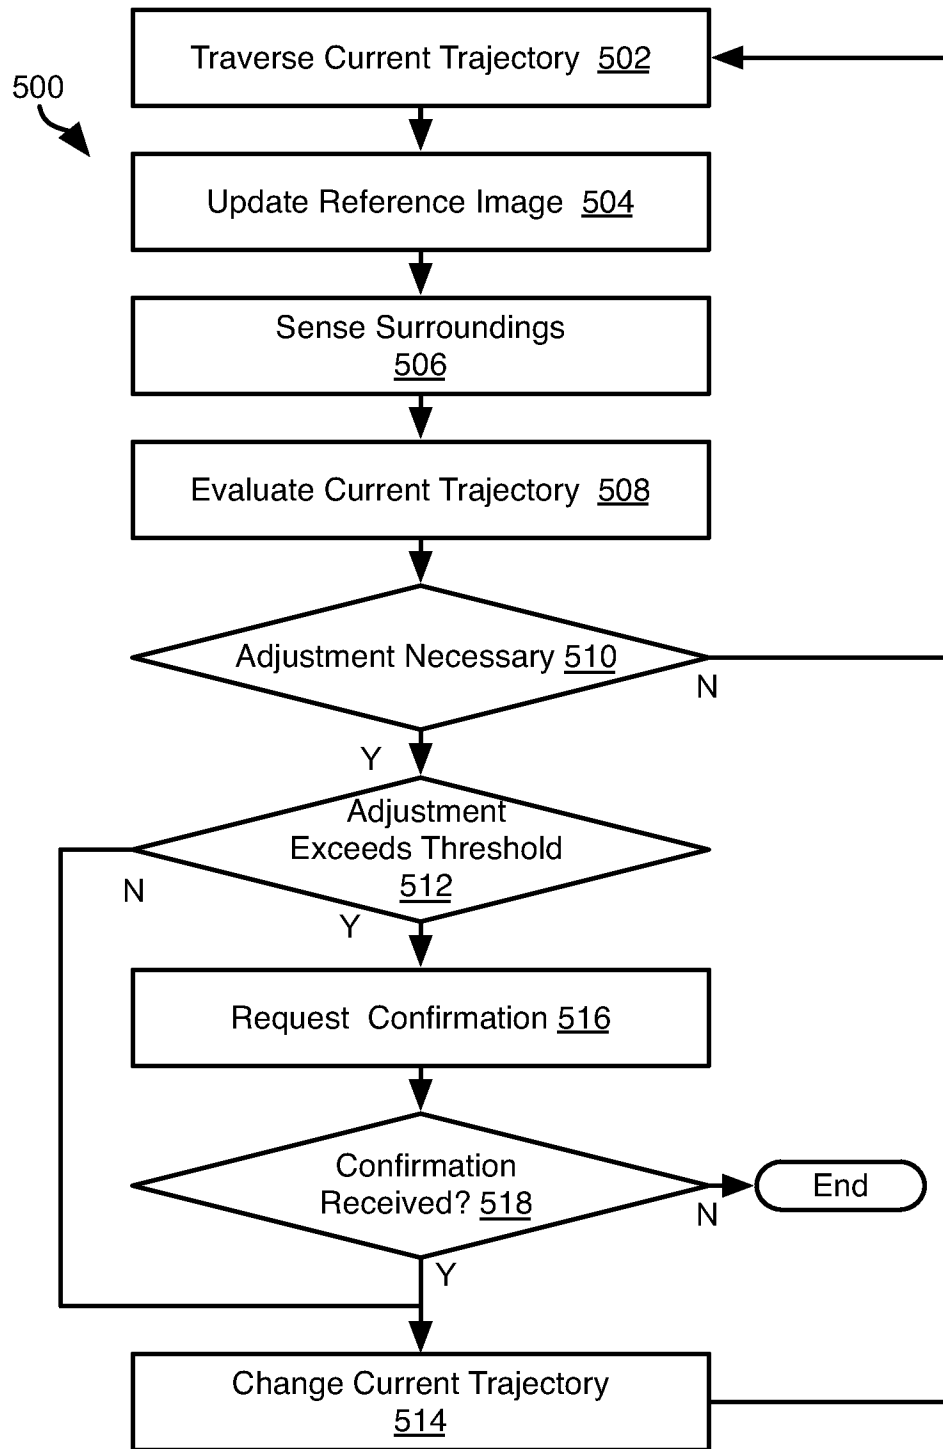 Traverse Current Trajectory 502
500
Update Reference Image 504
Sense Surroundings
506
Evaluate Current Trajectory 508
Adjustment Necessary 510
N
Y
Adjustment
Exceeds Threshold
512
N
Y
Request Confirmation 516
Confirmation
Received? 518
N
End
Y
Change Current Trajectory
514